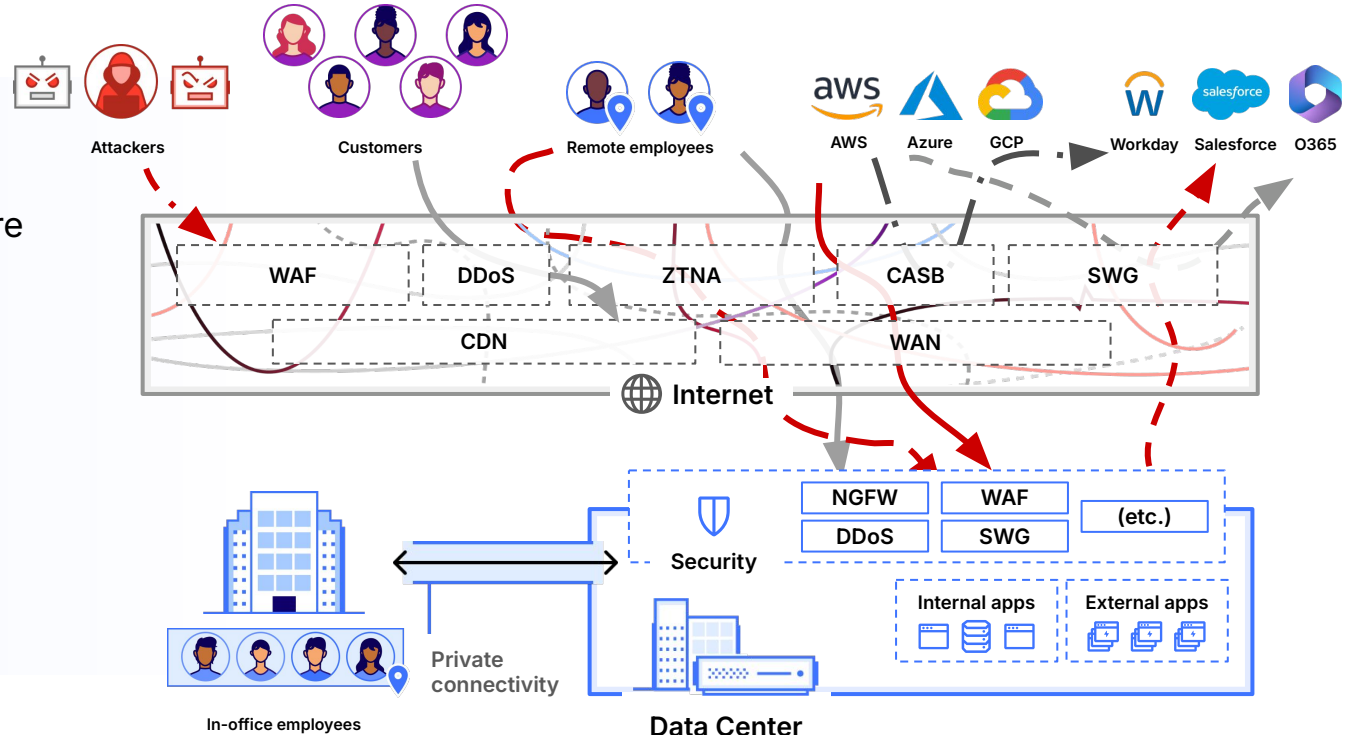 aws
salesforce
Attackers
Customers
Remote employees
AWS
Azure
GCP
Workday
Salesforce
O365
re
WAF
DDoS
ZTNA
CASB
SWG
CDN
WAN
Internet
NGFW
WAF
(etc.)
DDoS
SWG
Security
Internal apps
External apps
Private
connectivity
In-office employees
Data Center